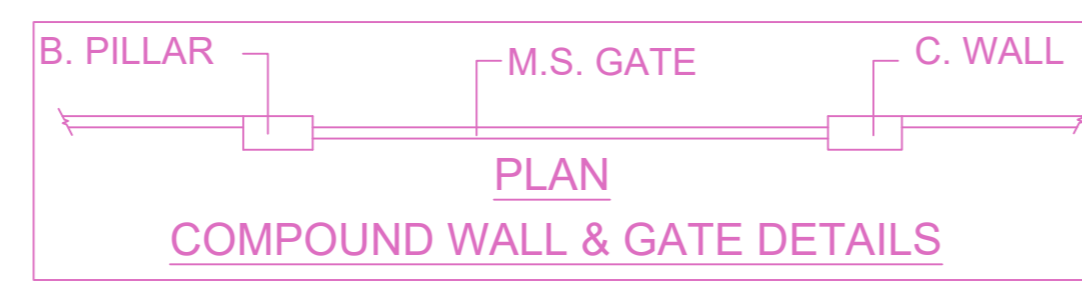 B. PILLAR
M.S. GATE
C. WALL
PLAN
COMPOUND WALL & GATE DETAILS